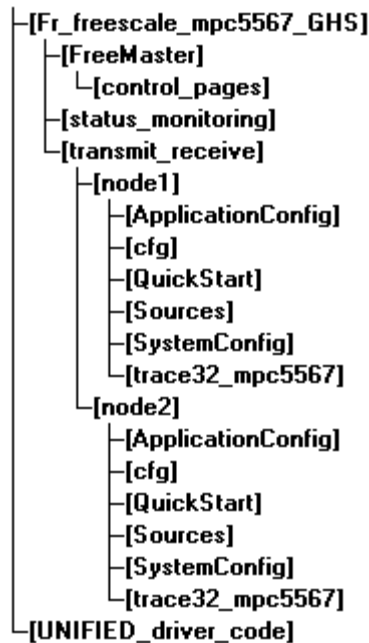 [Fr_freescale_mpc5567_GHS]
[FreeMaster]
[control_pages]
[status_monitoring]
[transmit_receive]
[node1]
[ApplicationConfig]
[cfg]
[QuickStart]
[Sources]
[SystemConfig]
[trace32_mpc5567]
[node2]
[ApplicationConfig]
[cfg]
[QuickStart]
[Sources]
[SystemConfig]
[trace32_mpc5567]
[UNIFIED_driver_code]